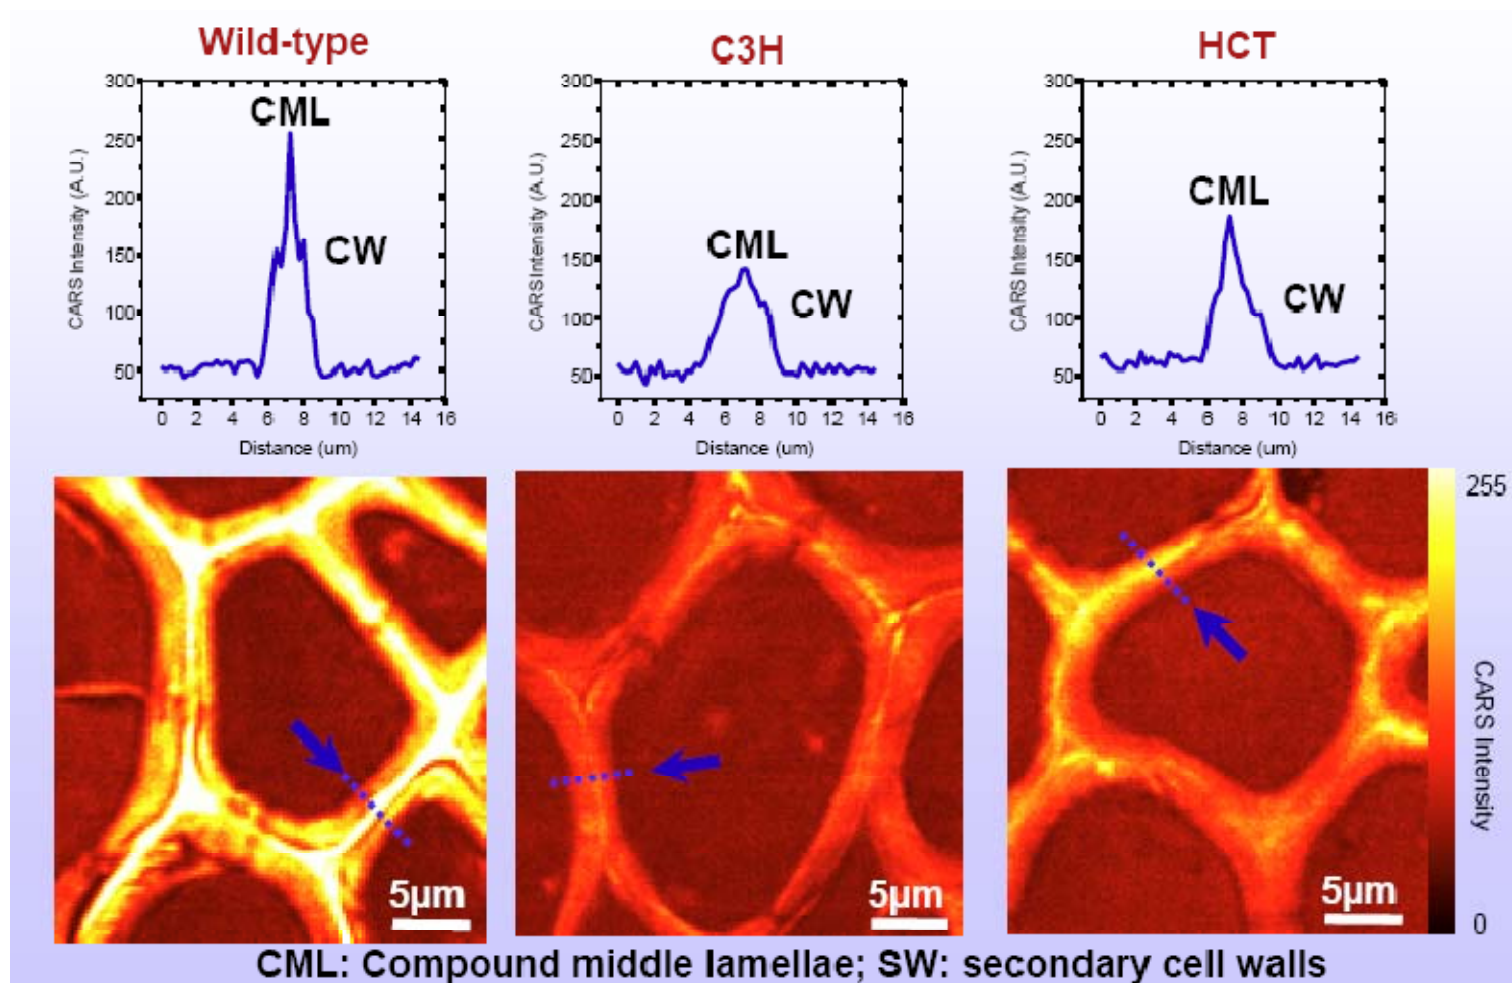 Wild-type
C3H
HCT
300
250
200
150
100
50
CARS Intensity (A.U.)
CML
CW
0 2 4 6 8 10 12 14 16
Distance (um)
300
250
200
150
100
50
CARS Intensity (A.U.)
CML
CW
0 2 4 6 8 10 12 14 16
Distance (um)
300
250
200
150
100
50
CARS Intensity (A.U.)
CML
CW
0 2 4 6 8 10 12 14 16
Distance (um)
5µm
5µm
5µm
255
CARS Intensity
0
CML: Compound middle lamellae; SW: secondary cell walls